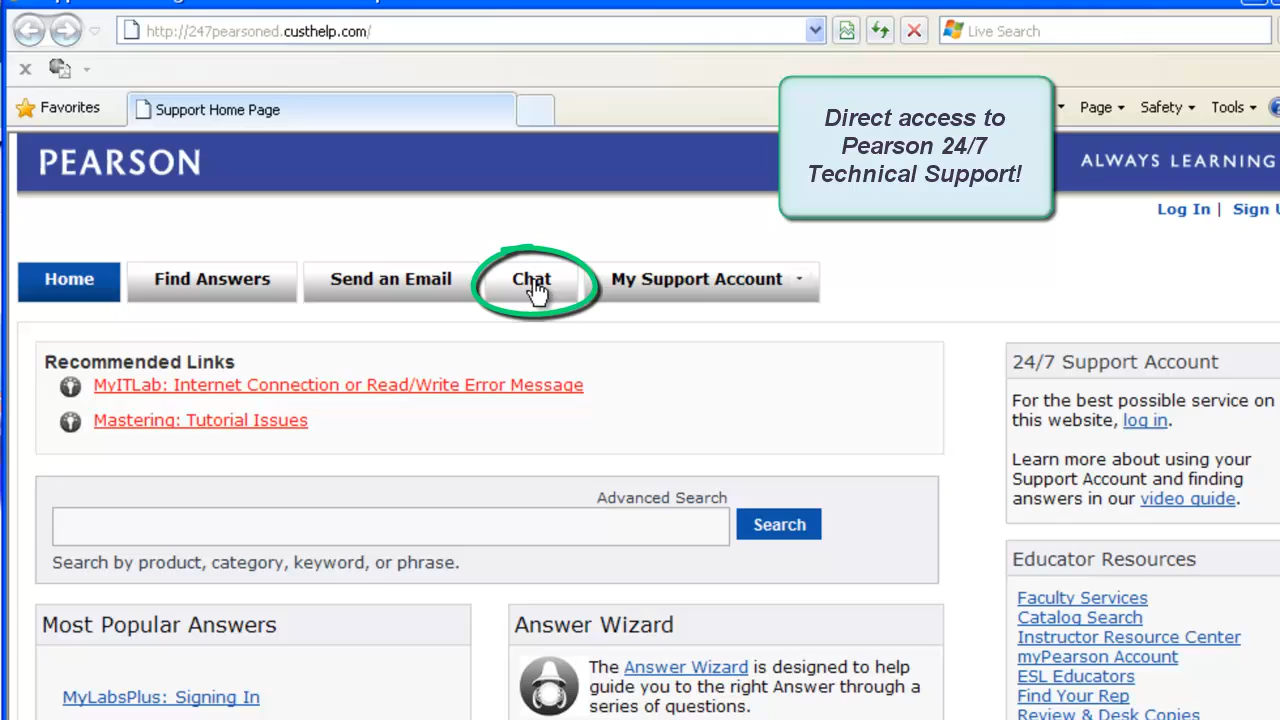 http://247pearsoned.custhelp.com/
Live Search
Favorites
Support Home Page
Page
Safety
Tools
Direct access to
Pearson 24/7
Technical Support!
PEARSON
ALWAYS LEARNING
Log In | Sign
Home
Find Answers
Send an Email
Chat
My Support Account
Recommended Links
MyITLab: Internet Connection or Read/Write Error Message
Mastering: Tutorial Issues
Advanced Search
Search
Search by product, category, keyword, or phrase.
24/7 Support Account
For the best possible service on
this website, log in.
Learn more about using your
Support Account and finding
answers in our video guide.
Most Popular Answers
MyLabsPlus: Signing In
Answer Wizard
The Answer Wizard is designed to help
guide you to the right Answer through a
series of questions.
Educator Resources
Faculty Services
Catalog Search
Instructor Resource Center
myPearson Account
ESL Educators
Find Your Rep
Review & Desk Copies